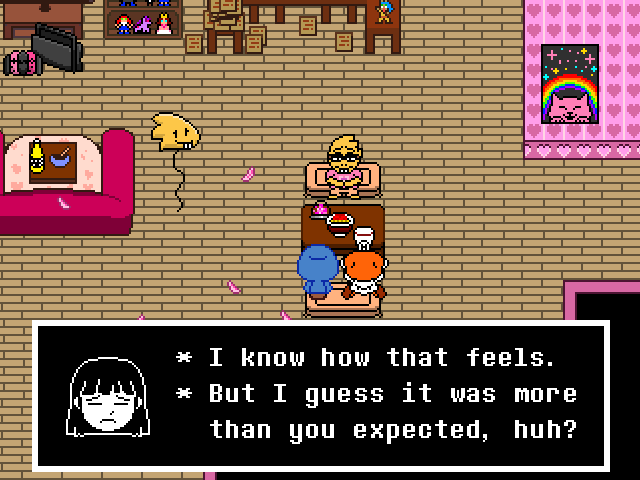 * I know how that feels.
* But I guess it was more
than you expected, huh?